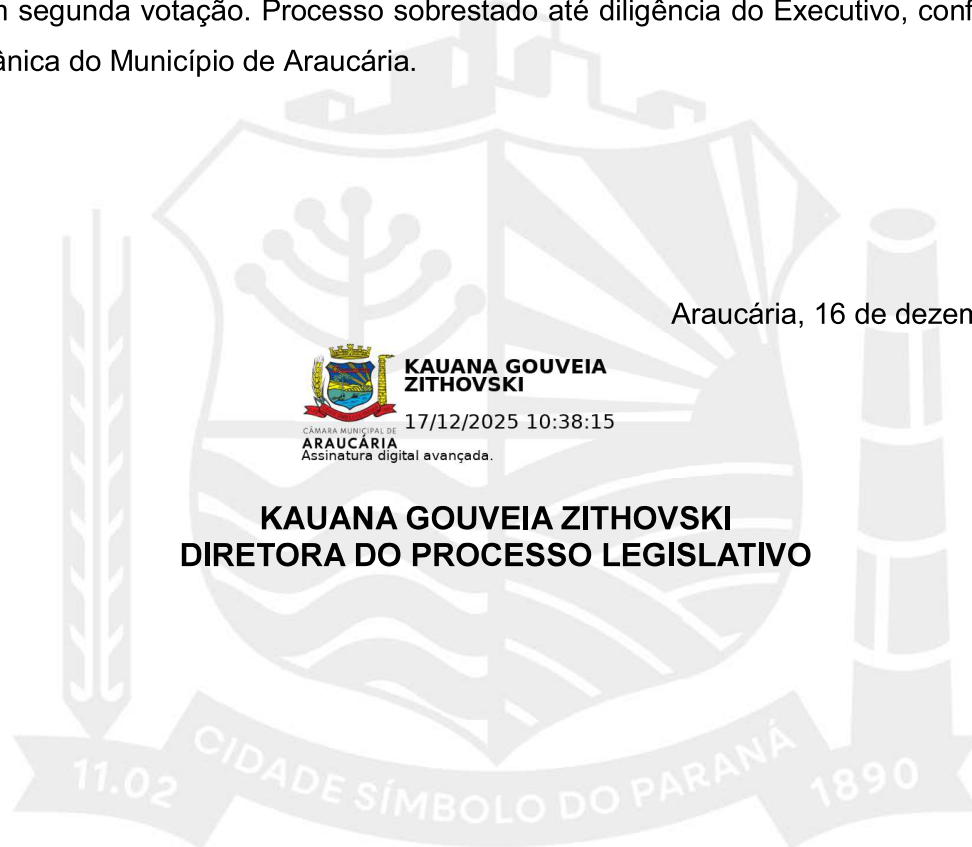 segunda votação. Processo sobrestado até diligência do Executivo, conf
ânica do Município de Araucária.
Araucária, 16 de dezem
KAUANA GOUVEIA
ZITHOVSKI
17/12/2025 10:38:15
CÂMARA MUNICIPAL DE
ARAUCÁRIA
Assinatura digital avançada.
KAUANA GOUVEIA ZITHOVSKI
DIRETORA DO PROCESSO LEGISLATIVO
CIDADE SÍMBOLO DO PARANÁ
11.02
1890